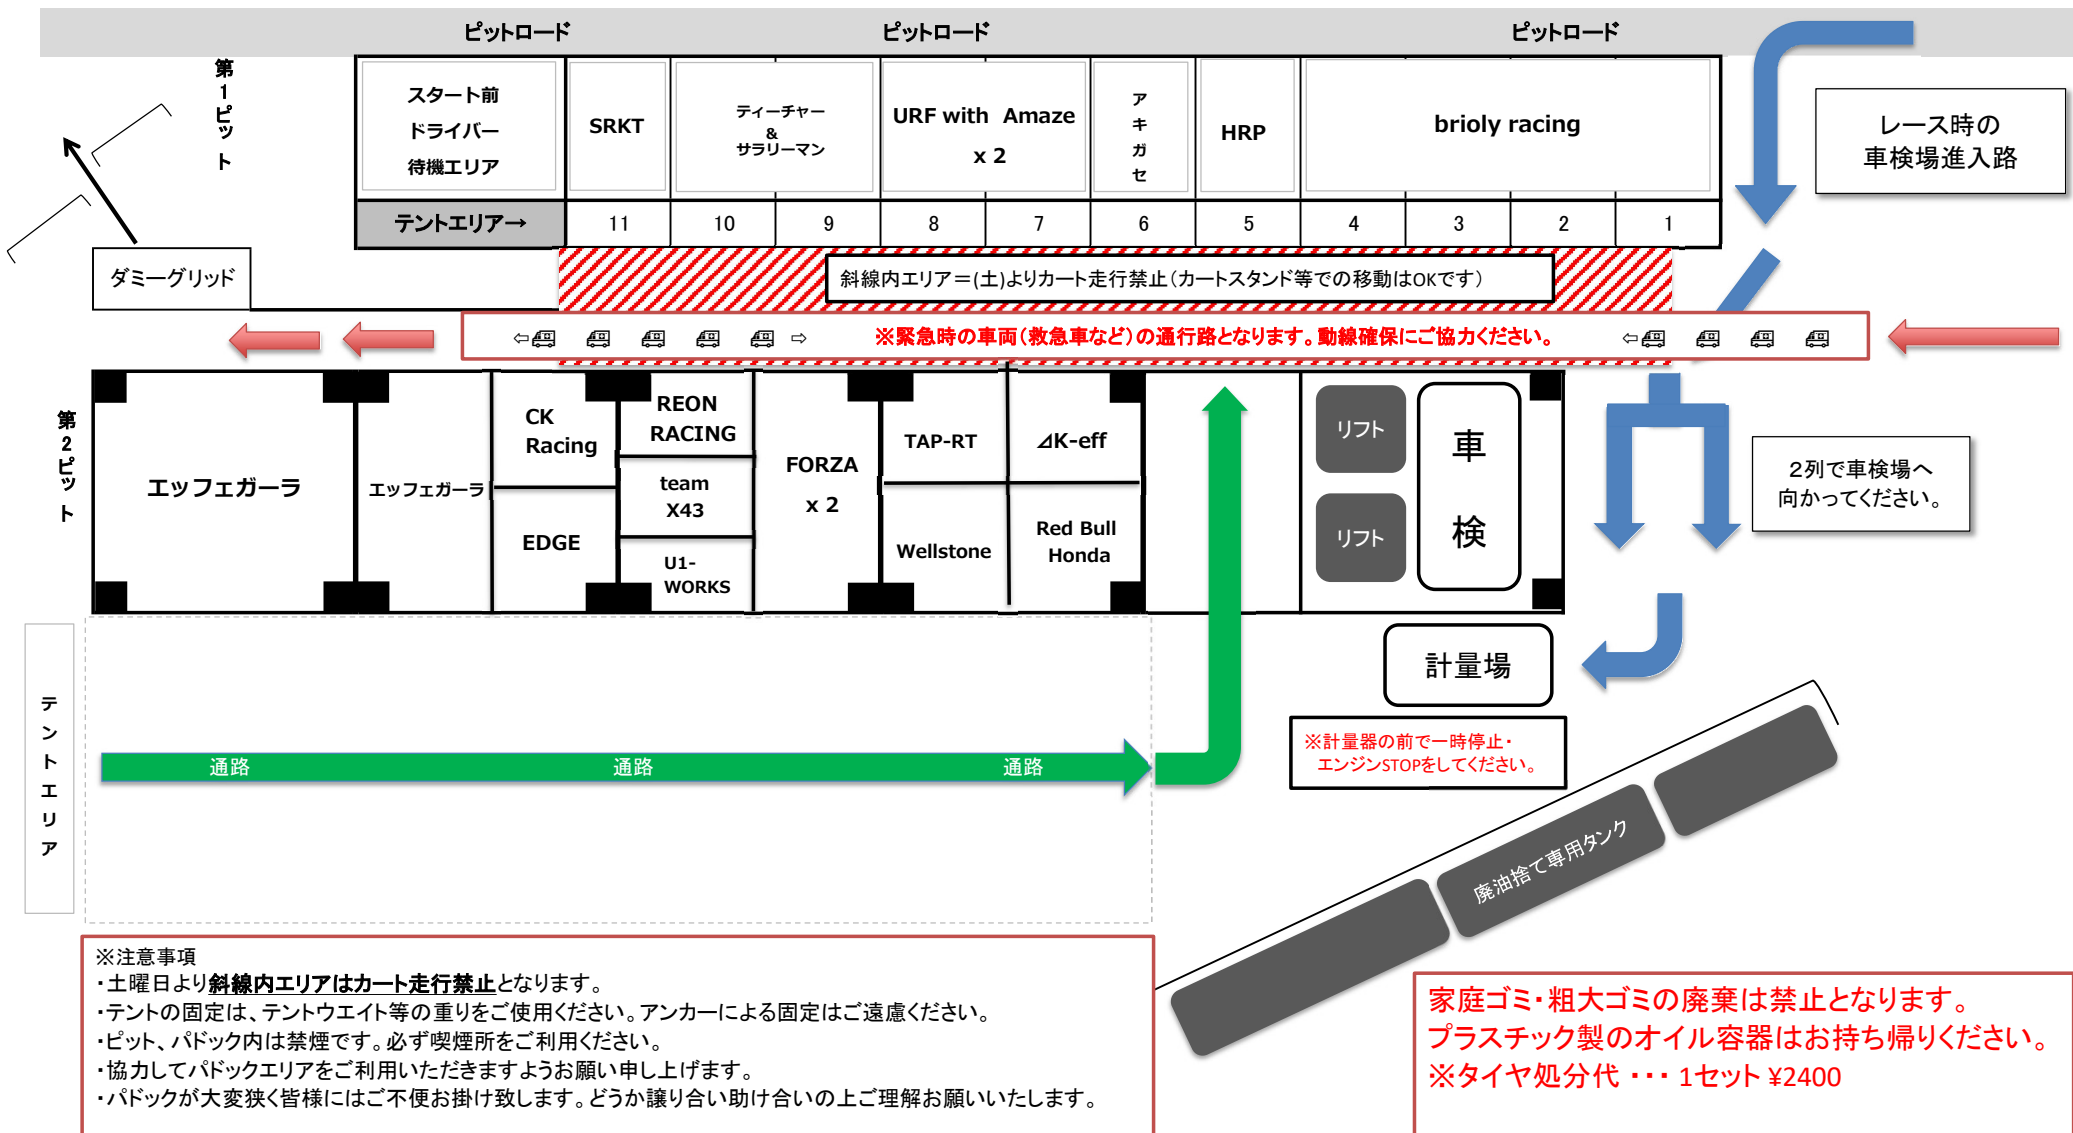 ピットロード
ピットロード
ピットロード
第1ピット
スタート前
ドライバー
待機エリア
SRKT
ティーチャー
&
サラリーマン
URF with Amaze
x 2
アキガセ
HRP
brioly racing
レース時の
車検場進入路
テントエリア→
11
10
9
8
7
6
5
4
3
2
1
ダミーグリッド
斜線内エリア=(土)よりカート走行禁止(カートスタンド等での移動はOKです)
※緊急時の車両(救急車など)の通行路となります。動線確保にご協力ください。
第2ピット
エッフェガーラ
エッフェガーラ
CK
Racing
EDGE
REON
RACING
team
X43
U1-
WORKS
FORZA
x 2
TAP-RT
⊿K-eff
Wellstone
Red Bull
Honda
リフト
リフト
車検
2列で車検場へ
向かってください。
計量場
※計量器の前で一時停止・
エンジンSTOPをしてください。
テントエリア
通路
通路
通路
廃油捨て専用タンク
※注意事項
・土曜日より斜線内エリアはカート走行禁止となります。
・テントの固定は、テントウエイト等の重りをご使用ください。アンカーによる固定はご遠慮ください。
・ピット、パドック内は禁煙です。必ず喫煙所をご利用ください。
・協力してパドックエリアをご利用いただきますようお願い申し上げます。
・パドックが大変狭く皆様にはご不便お掛け致します。どうか譲り合い助け合いの上ご理解お願いいたします。
家庭ゴミ・粗大ゴミの廃棄は禁止となります。
プラスチック製のオイル容器はお持ち帰りください。
※タイヤ処分代 ・・・ 1セット ¥2400